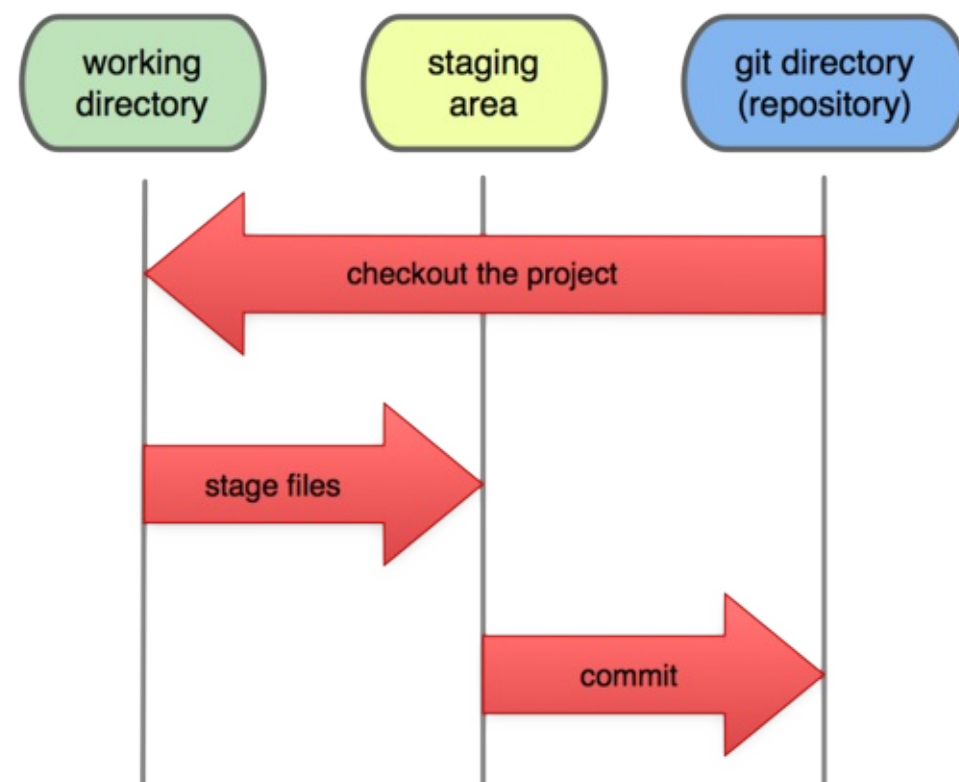 working
directory
staging
area
git directory
(repository)
checkout the project
stage files
commit